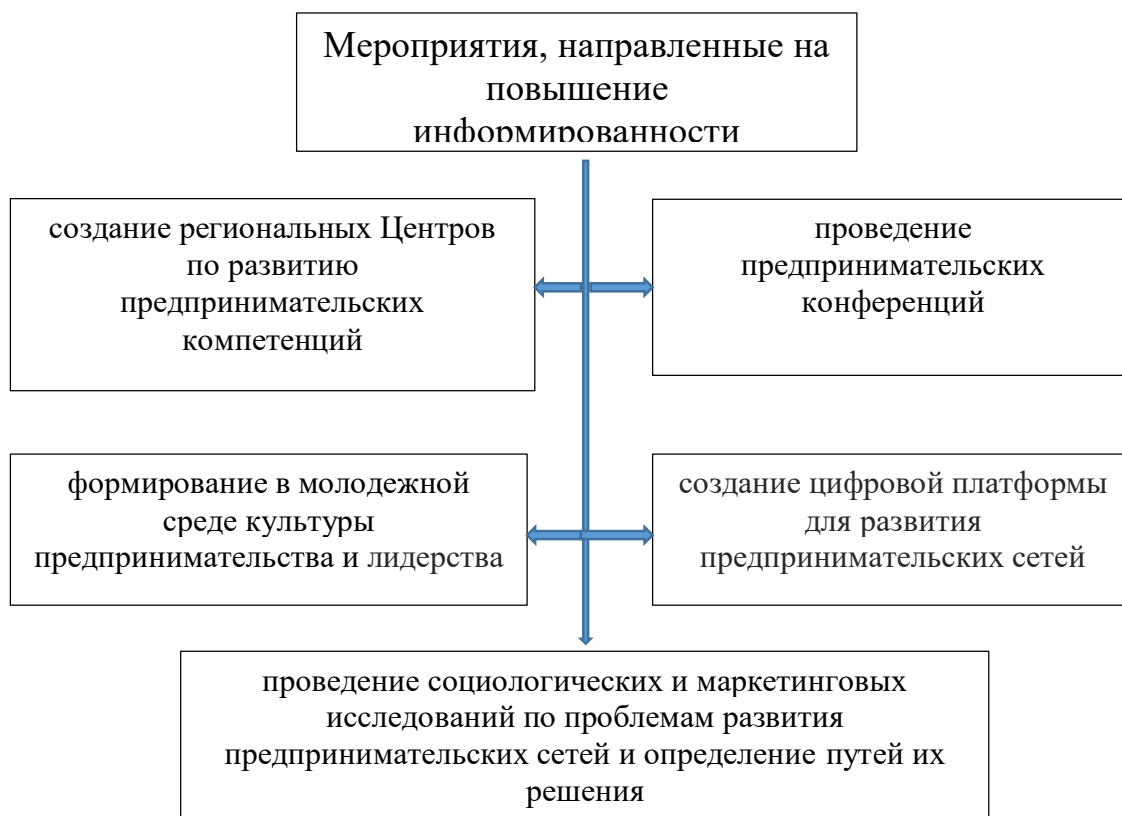 Мероприятия, направленные на
повышение
информированности
создание региональных Центров
по развитию
предпринимательских
компетенций
проведение
предпринимательских
конференций
формирование в молодежной
среде культуры
предпринимательства и лидерства
создание цифровой платформы
для развития
предпринимательских сетей
проведение социологических и маркетинговых
исследований по проблемам развития
предпринимательских сетей и определение путей их
решения